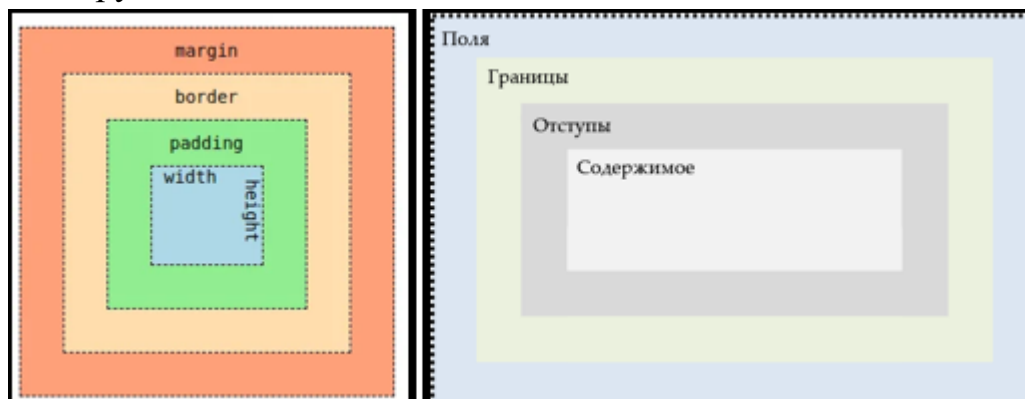 margin
border
padding
width
height
Поля
Границы
Отступы
Содержимое